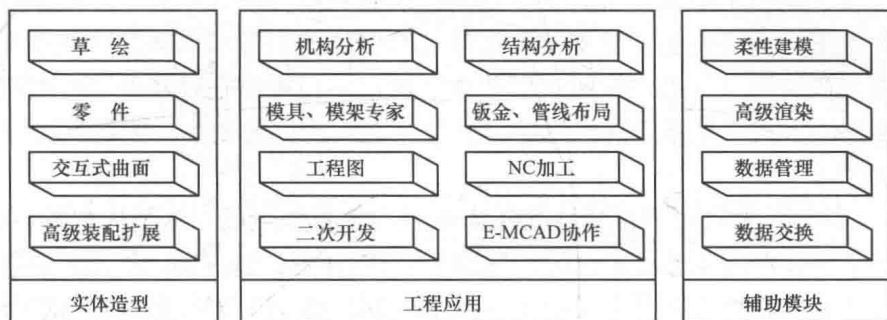 草 绘
零 件
交互式曲面
高级装配扩展
实体造型
机构分析
结构分析
模具、模架专家
钣金、管线布局
工程图
NC加工
二次开发
E-MCAD协作
工程应用
柔性建模
高级渲染
数据管理
数据交换
辅助模块